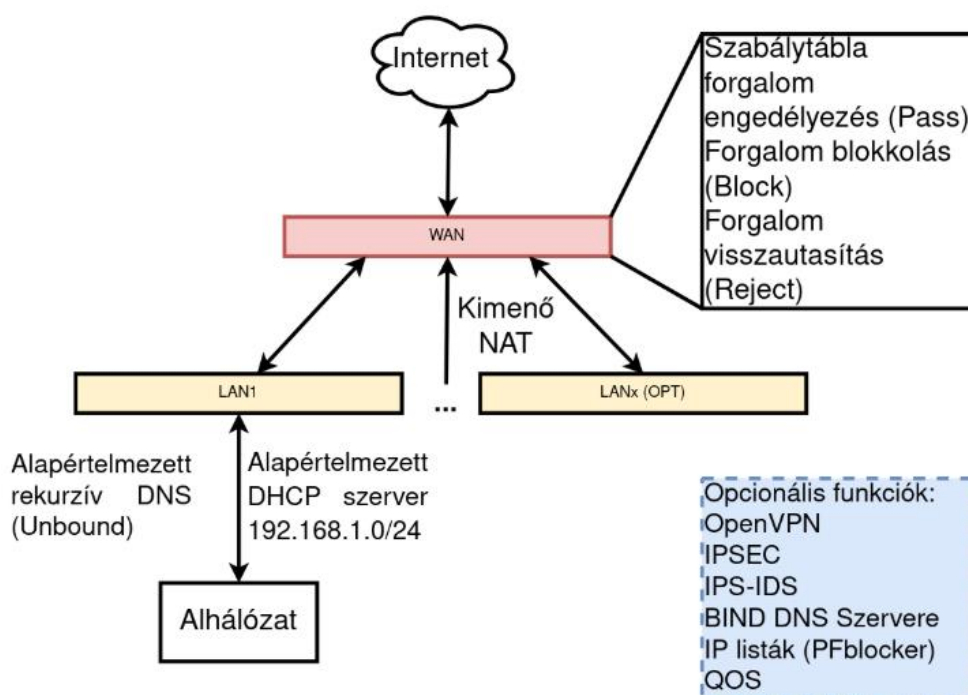 Internet
Szabálytábla
forgalom
engedélyezés (Pass)
Forgalom blokkolás
(Block)
Forgalom
visszautasítás
(Reject)
WAN
Kimenő
NAT
LAN1
...
LANx (OPT)
Alapértelmezett
rekurzív DNS
(Unbound)
Alapértelmezett
DHCP szerver
192.168.1.0/24
Alhálózat
Opcionális funkciók:
OpenVPN
IPSEC
IPS-IDS
BIND DNS Szervere
IP listák (PFblocker)
QOS